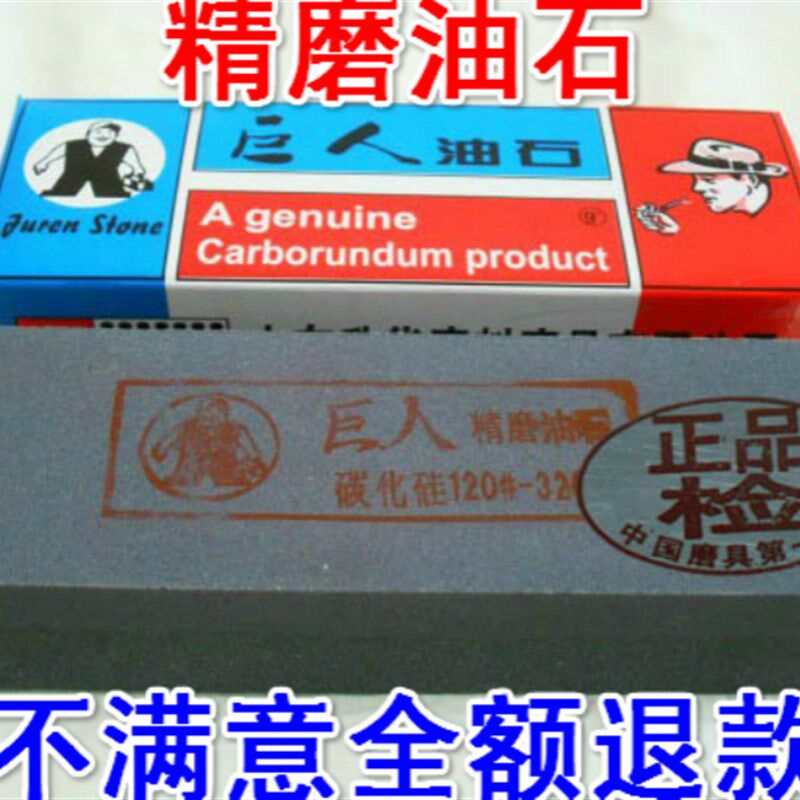 精磨油石
巨人油石
Juren Stone
A genuine
Carborundum product
巨人 精磨油石
碳化硅120#-320
正品
检
中国磨具第一
不满意全额退款